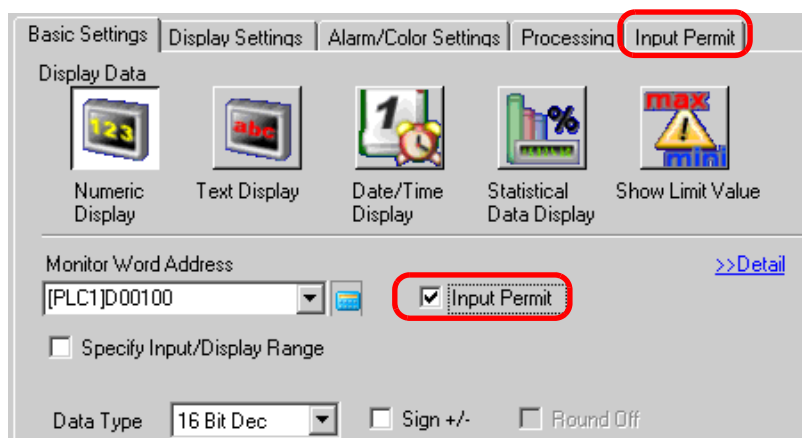 Basic Settings Display Settings Alarm/Color Settings Processing Input Permit
Display Data
123 abc 1 % max mini
Numeric Display Text Display Date/Time Display Statistical Data Display Show Limit Value
Monitor Word Address >>Detail
[PLC1]D00100 Input Permit
Specify Input/Display Range
Data Type 16 Bit Dec Sign +/- Round Off